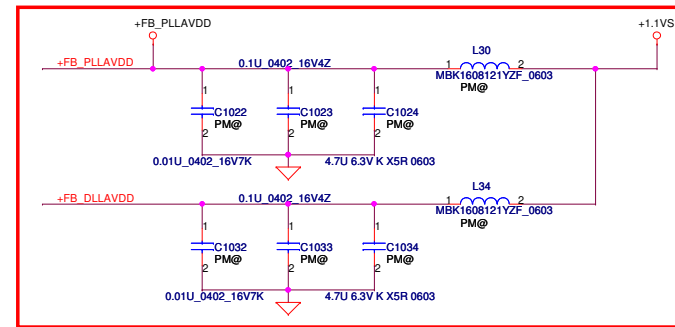 +FB_PLLAVDD
+1.1VS
L30
+FB_PLLAVDD
0.1U_0402_16V4Z
1
2
MBK1608121YZF_0603
PM@
1
1
1
C1022
C1023
C1024
PM@
PM@
PM@
2
2
2
0.01U_0402_16V7K
4.7U 6.3V K X5R 0603
L34
+FB_DLLAVDD
0.1U_0402_16V4Z
1
2
MBK1608121YZF_0603
PM@
1
1
1
C1032
C1033
C1034
PM@
PM@
PM@
2
2
2
0.01U_0402_16V7K
4.7U 6.3V K X5R 0603